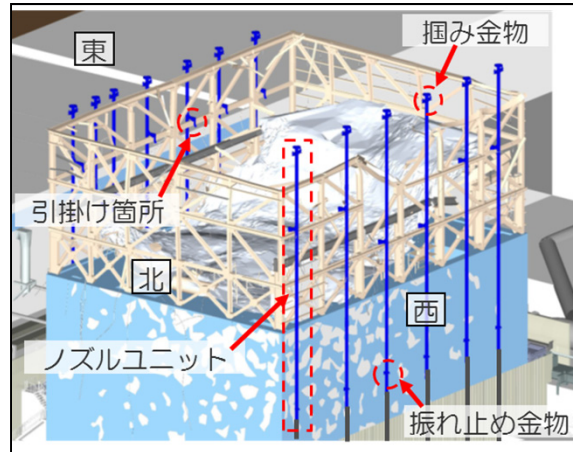 東
掴み金物
引掛け箇所
北
西
ノズルユニット
振れ止め金物